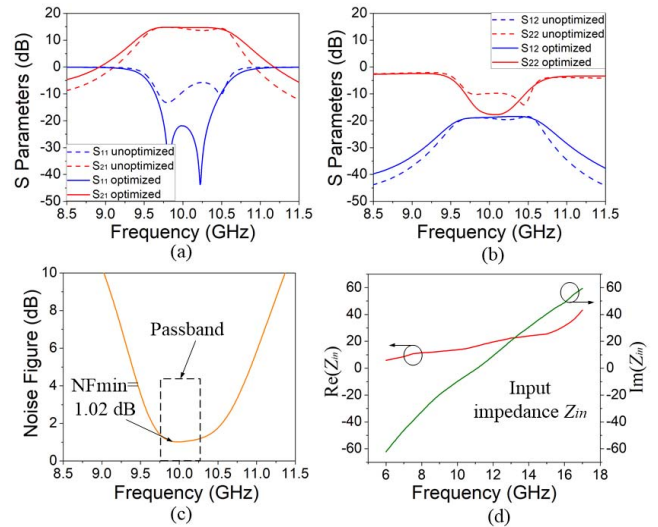 S Parameters (dB)
20
10
0
-10
-20
-30
-40
-50
S11 unoptimized
S21 unoptimized
S11 optimized
S21 optimized
8.5 9.0 9.5 10.0 10.5 11.0 11.5
Frequency (GHz)
(a)
S Parameters (dB)
20
10
0
-10
-20
-30
-40
-50
S12 unoptimized
S22 unoptimized
S12 optimized
S22 optimized
8.5 9.0 9.5 10.0 10.5 11.0 11.5
Frequency (GHz)
(b)
Noise Figure (dB)
10
8
6
4
2
0
Passband
NFmin=
1.02 dB
8.5 9.0 9.5 10.0 10.5 11.0 11.5
Frequency (GHz)
(c)
Re(Zin)
60
40
20
0
-20
-40
-60
Input
impedance Zin
60
40
20
0
-20
-40
-60
Im(Zin)
6 8 10 12 14 16 18
Frequency (GHz)
(d)